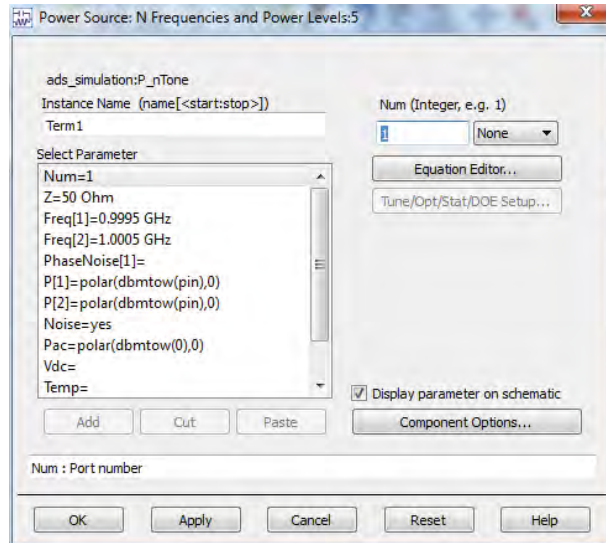 Power Source: N Frequencies and Power Levels:5
ads_simulation:P_nTone
Instance Name (name[<start:stop>])
Term1
Select Parameter
Num=1
Z=50 Ohm
Freq[1]=0.9995 GHz
Freq[2]=1.0005 GHz
PhaseNoise[1]=
P[1]=polar(dbmtow(pin),0)
P[2]=polar(dbmtow(pin),0)
Noise=yes
Pac=polar(dbmtow(0),0)
Vdc=
Temp=
Add Cut Paste
Num (Integer, e.g. 1)
1 None
Equation Editor...
Tune/Opt/Stat/DOE Setup...
Display parameter on schematic
Component Options...
Num : Port number
OK Apply Cancel Reset Help